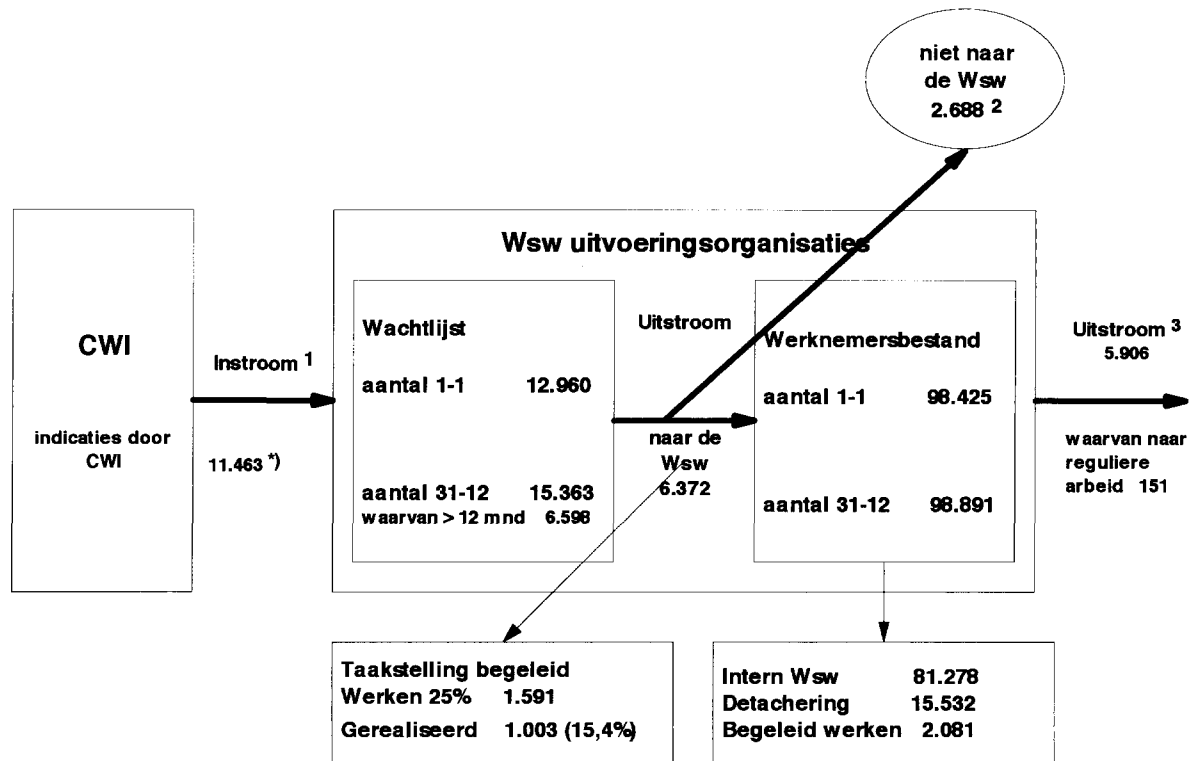 niet naar
de Wsw
2.688 2
Wsw uitvoeringsorganisaties
CWI
indicaties door
CWI
Instroom 1
11.463 *)
Wachtlijst
aantal 1-1 12.960
aantal 31-12 15.363
waarvan > 12 mnd 6.598
Uitstroom
naar de
Wsw
6.372
Werknemersbestand
aantal 1-1 98.425
aantal 31-12 98.891
Uitstroom 3
5.906
waarvan naar
reguliere
arbeid 151
Taakstelling begeleid
Werken 25% 1.591
Gerealiseerd 1.003 (15,4%)
Intern Wsw 81.278
Detachering 15.532
Begeleid werken 2.081